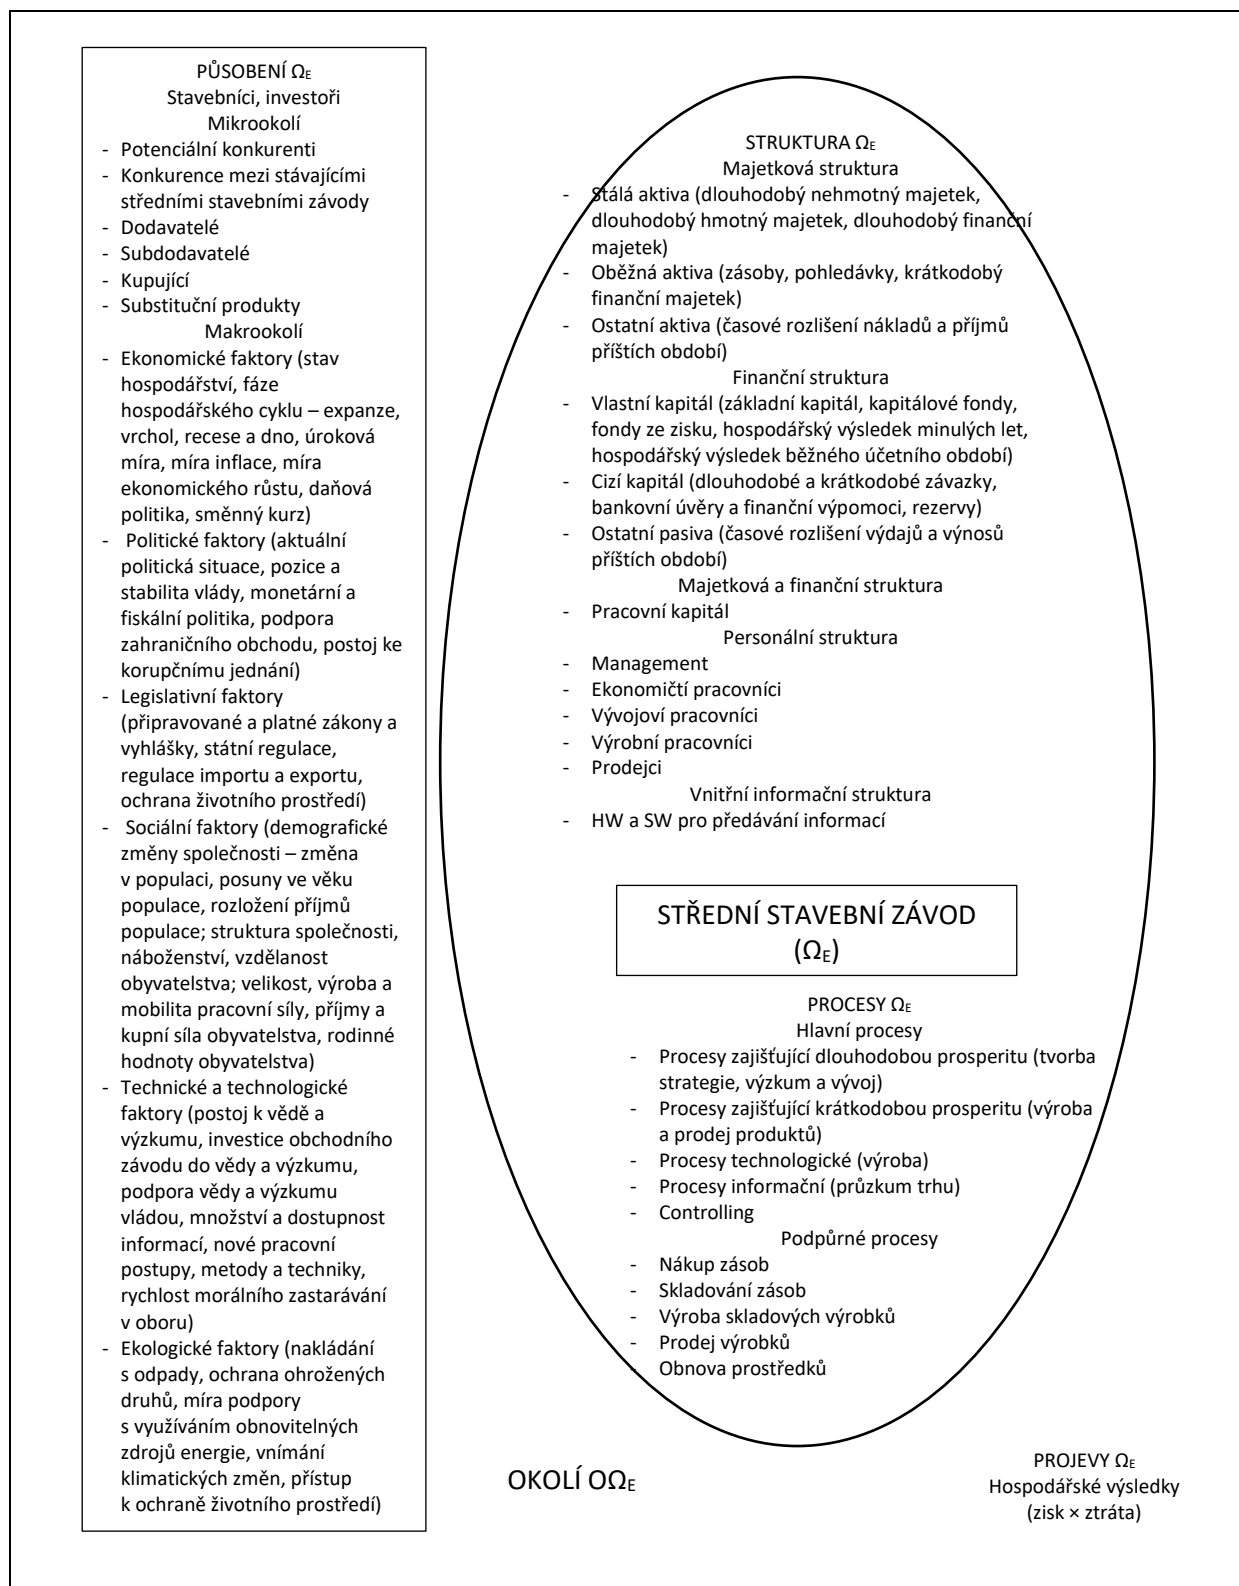 PŮSOBENÍ ΩE
Stavebníci, investoři
Mikrookolí
- Potenciální konkurenti
- Konkurence mezi stávajícími
středními stavebními závody
- Dodavatelé
- Subdodavatelé
- Kupující
- Substituční produkty
Makrookolí
- Ekonomické faktory (stav
hospodářství, fáze
hospodářského cyklu – expanze,
vrchol, recese a dno, úroková
míra, míra inflace, míra
ekonomického růstu, daňová
politika, směnný kurz)
- Politické faktory (aktuální
politická situace, pozice a
stabilita vlády, monetární a
fiskální politika, podpora
zahraničního obchodu, postoj ke
korupčnímu jednání)
- Legislativní faktory
(připravované a platné zákony a
vyhlášky, státní regulace,
regulace importu a exportu,
ochrana životního prostředí)
- Sociální faktory (demografické
změny společnosti – změna
v populaci, posuny ve věku
populace, rozložení příjmů
populace; struktura společnosti,
náboženství, vzdělanost
obyvatelstva; velikost, výroba a
mobilita pracovní síly, příjmy a
kupní síla obyvatelstva, rodinné
hodnoty obyvatelstva)
- Technické a technologické
faktory (postoj k vědě a
výzkumu, investice obchodního
závodu do vědy a výzkumu,
podpora vědy a výzkumu
vládou, množství a dostupnost
informací, nové pracovní
postupy, metody a techniky,
rychlost morálního zastarávání
v oboru)
- Ekologické faktory (nakládání
s odpady, ochrana ohrožených
druhů, míra podpory
s využíváním obnovitelných
zdrojů energie, vnímání
klimatických změn, přístup
k ochraně životního prostředí)
STRUKTURA ΩE
Majetková struktura
- Stálá aktiva (dlouhodobý nehmotný majetek,
dlouhodobý hmotný majetek, dlouhodobý finanční
majetek)
- Oběžná aktiva (zásoby, pohledávky, krátkodobý
finanční majetek)
- Ostatní aktiva (časové rozlišení nákladů a příjmů
příštích období)
Finanční struktura
- Vlastní kapitál (základní kapitál, kapitálové fondy,
fondy ze zisku, hospodářský výsledek minulých let,
hospodářský výsledek běžného účetního období)
- Cizí kapitál (dlouhodobé a krátkodobé závazky,
bankovní úvěry a finanční výpomoci, rezervy)
- Ostatní pasiva (časové rozlišení výdajů a výnosů
příštích období)
Majetková a finanční struktura
- Pracovní kapitál
Personální struktura
- Management
- Ekonomičtí pracovníci
- Vývojoví pracovníci
- Výrobní pracovníci
- Prodejci
Vnitřní informační struktura
- HW a SW pro předávání informací
STŘEDNÍ STAVEBNÍ ZÁVOD
(ΩE)
PROCESY ΩE
Hlavní procesy
- Procesy zajišťující dlouhodobou prosperitu (tvorba
strategie, výzkum a vývoj)
- Procesy zajišťující krátkodobou prosperitu (výroba
a prodej produktů)
- Procesy technologické (výroba)
- Procesy informační (průzkum trhu)
- Controlling
Podpůrné procesy
- Nákup zásob
- Skladování zásob
- Výroba skladových výrobků
- Prodej výrobků
- Obnova prostředků
OKOLÍ OΩE
PROJEVY ΩE
Hospodářské výsledky
(zisk × ztráta)